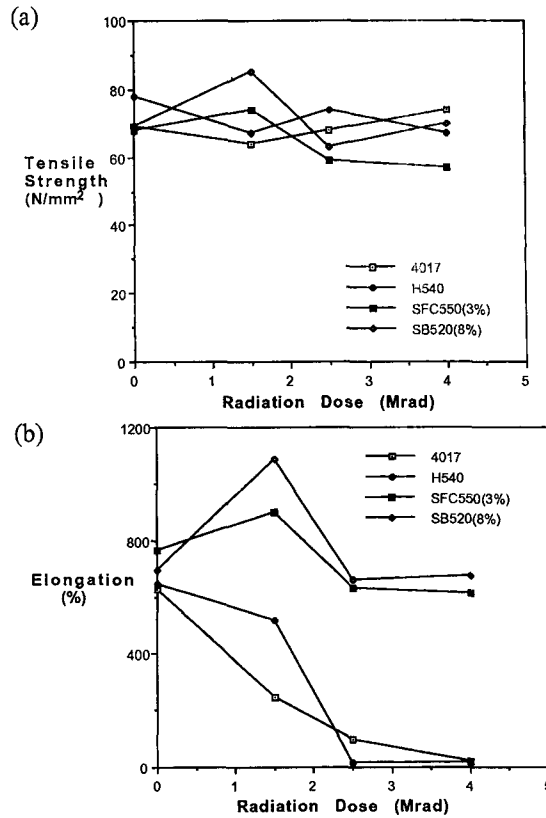 (a)
100
80
60
40
20
0
Tensile
Strength
(N/mm² )
4017
H540
SFC550(3%)
SB520(8%)
0 1 2 3 4 5
Radiation Dose (Mrad)
(b)
1200
800
400
0
Elongation
(%)
4017
H540
SFC550(3%)
SB520(8%)
0 1 2 3 4 5
Radiation Dose (Mrad)